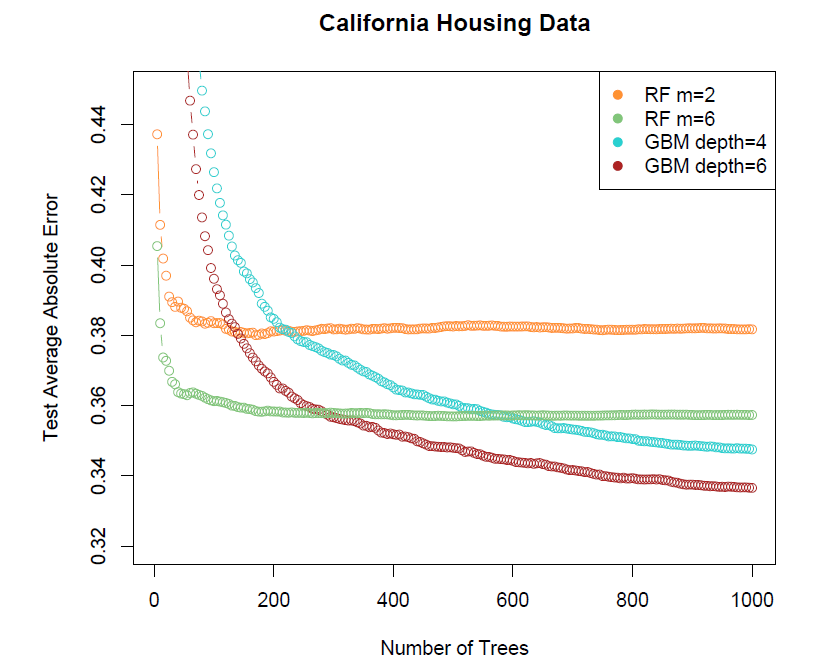 California Housing Data
RF m=2
RF m=6
GBM depth=4
GBM depth=6
Test Average Absolute Error
0.44
0.42
0.40
0.38
0.36
0.34
0.32
0 200 400 600 800 1000
Number of Trees